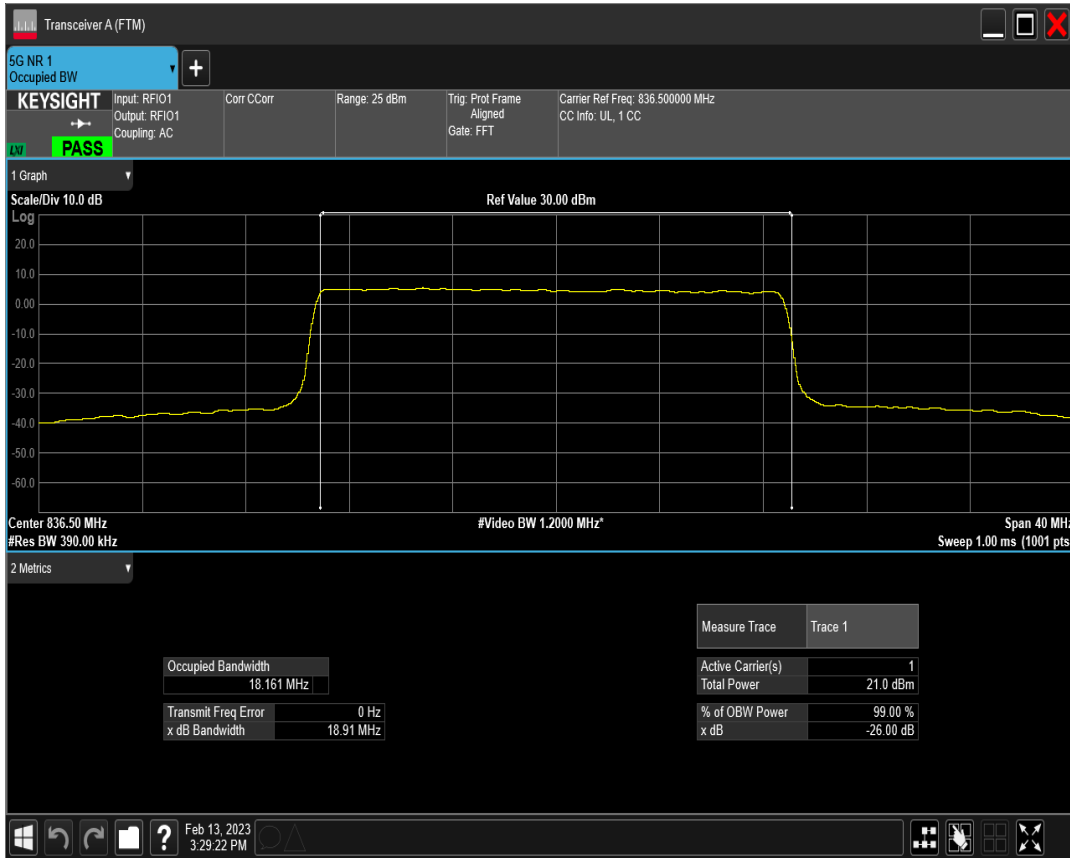 Transceiver A (FTM)
5G NR 1
Occupied BW
+
KEYSIGHT
LXI
PASS
Input: RFIO1
Output: RFIO1
Coupling: AC
Corr CCorr
Range: 25 dBm
Trig: Prot Frame
Aligned
Gate: FFT
Carrier Ref Freq: 836.500000 MHz
CC Info: UL, 1 CC
1 Graph
Scale/Div 10.0 dB
Ref Value 30.00 dBm
Log
20.0
10.0
0.00
-10.0
-20.0
-30.0
-40.0
-50.0
-60.0
Center 836.50 MHz
#Video BW 1.2000 MHz*
Span 40 MHz
#Res BW 390.00 kHz
Sweep 1.00 ms (1001 pts
2 Metrics
Measure Trace Trace 1
Occupied Bandwidth
18.161 MHz
Active Carrier(s) 1
Total Power 21.0 dBm
Transmit Freq Error 0 Hz
x dB Bandwidth 18.91 MHz
% of OBW Power 99.00 %
x dB -26.00 dB
?
Feb 13, 2023
3:29:22 PM